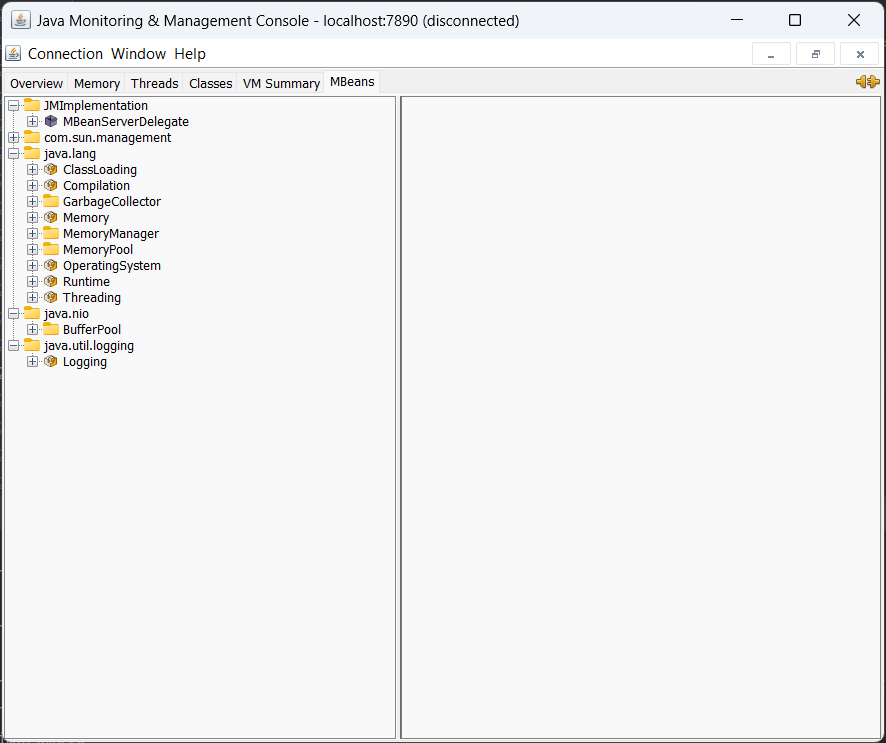 Java Monitoring & Management Console - localhost:7890 (disconnected)
Connection Window Help
Overview Memory Threads Classes VM Summary MBeans
JMImplementation
MBeanServerDelegate
com.sun.management
java.lang
ClassLoading
Compilation
GarbageCollector
Memory
MemoryManager
MemoryPool
OperatingSystem
Runtime
Threading
java.nio
BufferPool
java.util.logging
Logging